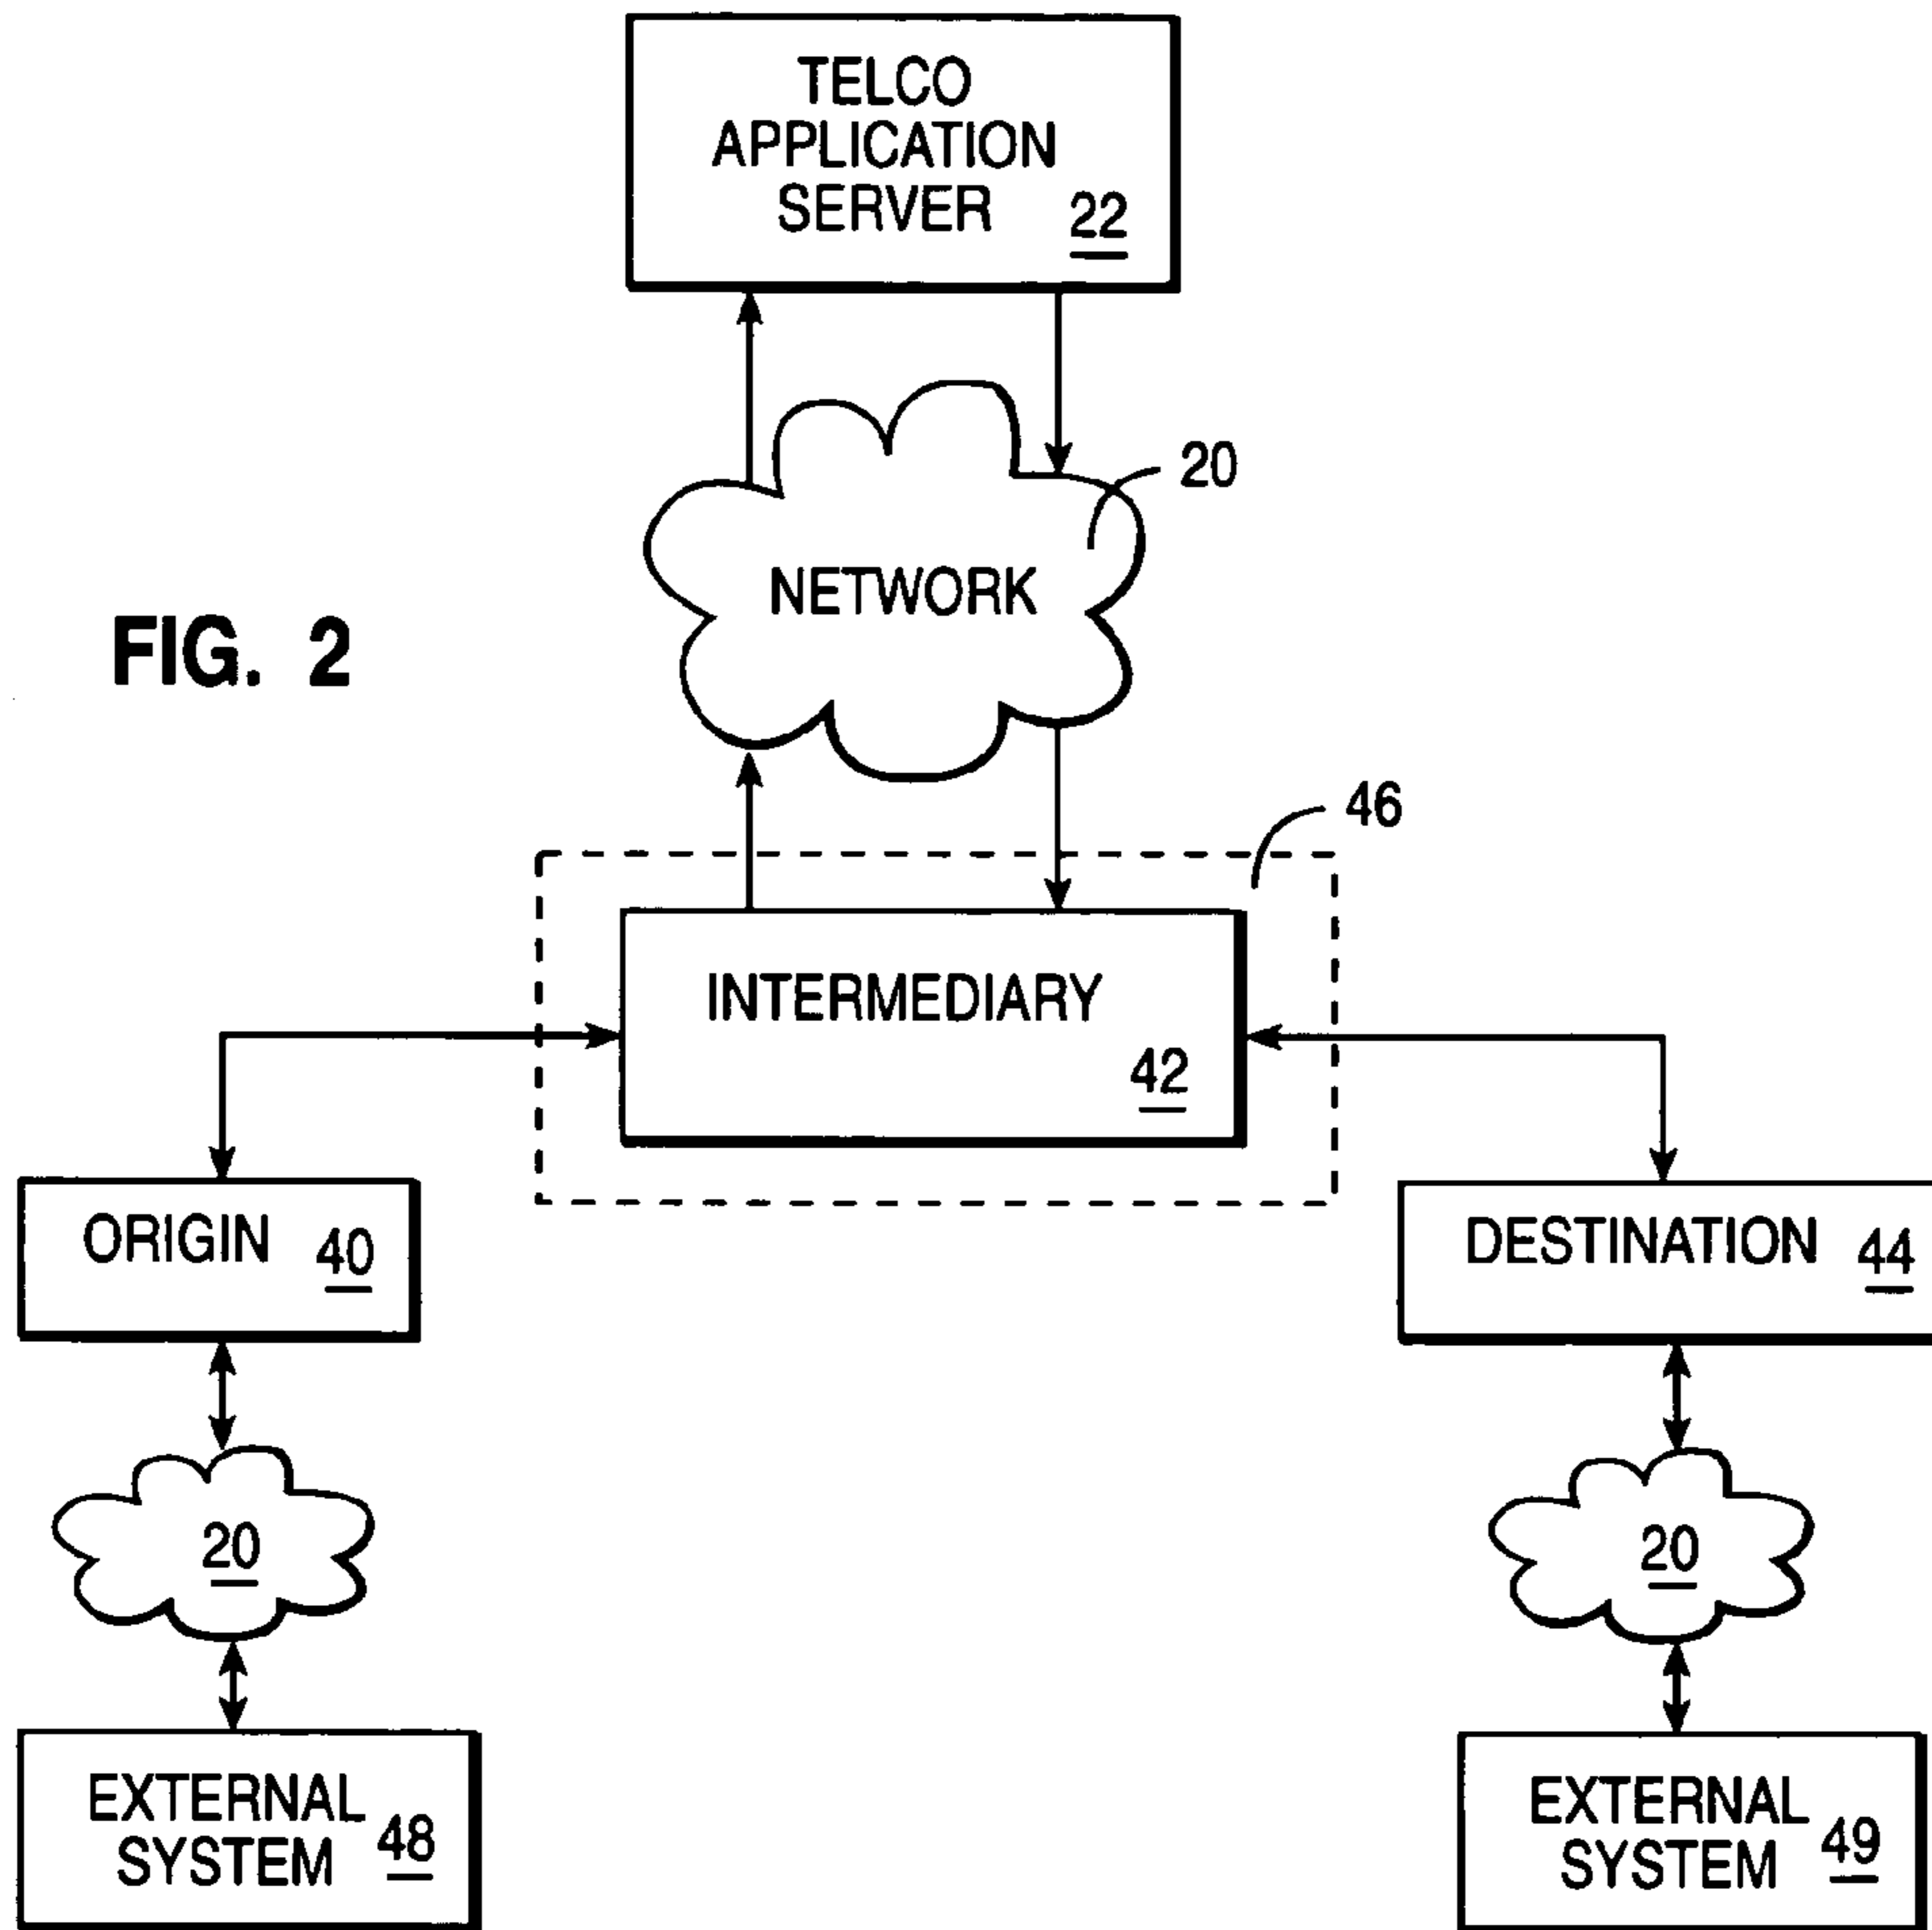 TELCO
APPLICATION
SERVER 22
20
NETWORK
FIG. 2
46
INTERMEDIARY
42
ORIGIN 40
DESTINATION 44
20
20
EXTERNAL
SYSTEM 48
EXTERNAL
SYSTEM 49